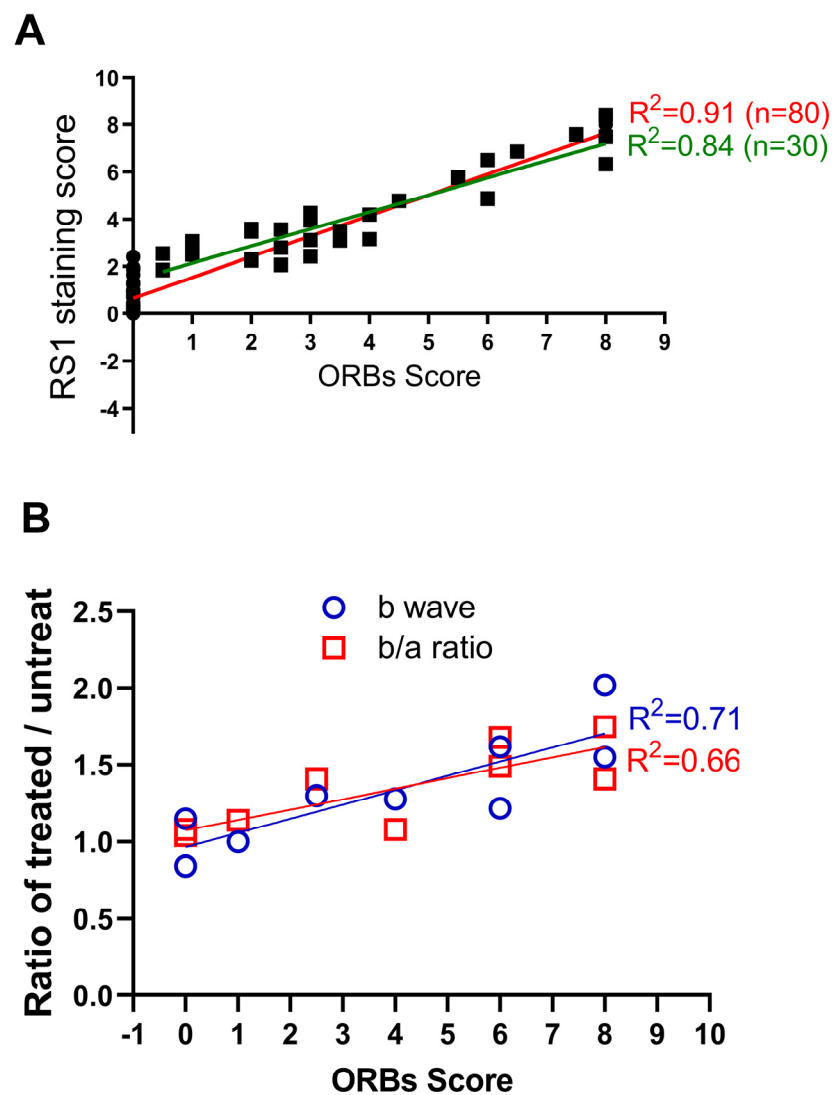 A
10
8
6
4
2
0
-2
-4
RS1 staining score
1 2 3 4 5 6 7 8 9
ORBs Score
R²=0.91 (n=80)
R²=0.84 (n=30)
B
b wave
b/a ratio
2.5
2.0
1.5
1.0
0.5
0.0
Ratio of treated / untreat
R²=0.71
R²=0.66
-1 0 1 2 3 4 5 6 7 8 9 10
ORBs Score